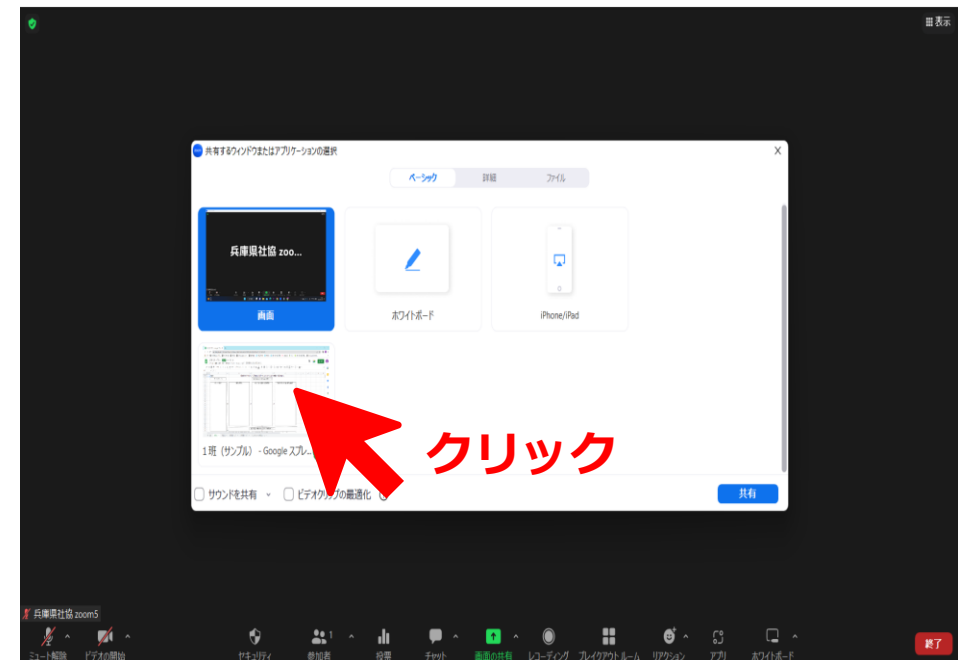 表示
共有するウィンドウまたはアプリケーションの選択
X
ベーシック
詳細
ファイル
兵庫県社協 zoo...
画面
ホワイトボード
iPhone/iPad
1 班（サンプル） - Google スプレ...
クリック
サウンドを共有
ビデオクリップの最適化
共有
兵庫県社協 zoom5
1
ミュート解除
ビデオの開始
セキュリティ
参加者
投票
チャット
画面の共有
レコーディング
ブレイクアウト ルーム
リアクション
アプリ
ホワイトボード
終了